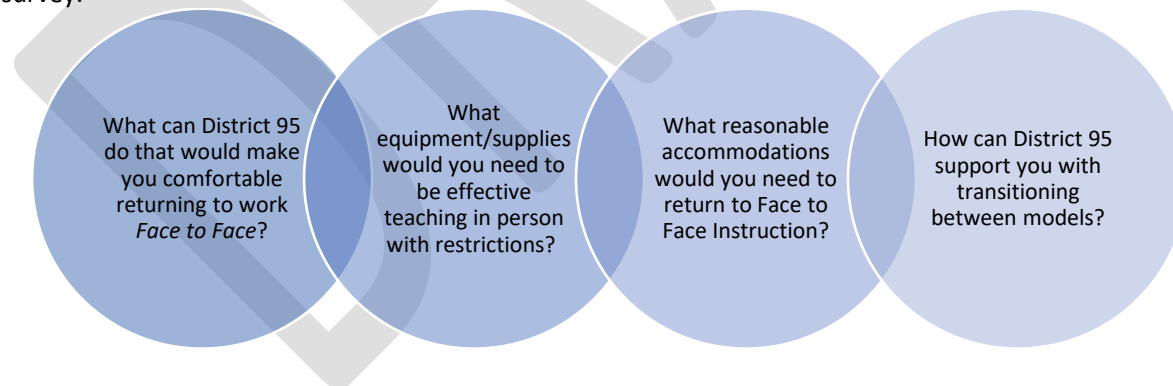 survey.
What can District 95
do that would make
you comfortable
returning to work
Face to Face?
What
equipment/supplies
would you need to
be effective
teaching in person
with restrictions?
What reasonable
accommodations
would you need to
return to Face to
Face Instruction?
How can District 95
support you with
transitioning
between models?